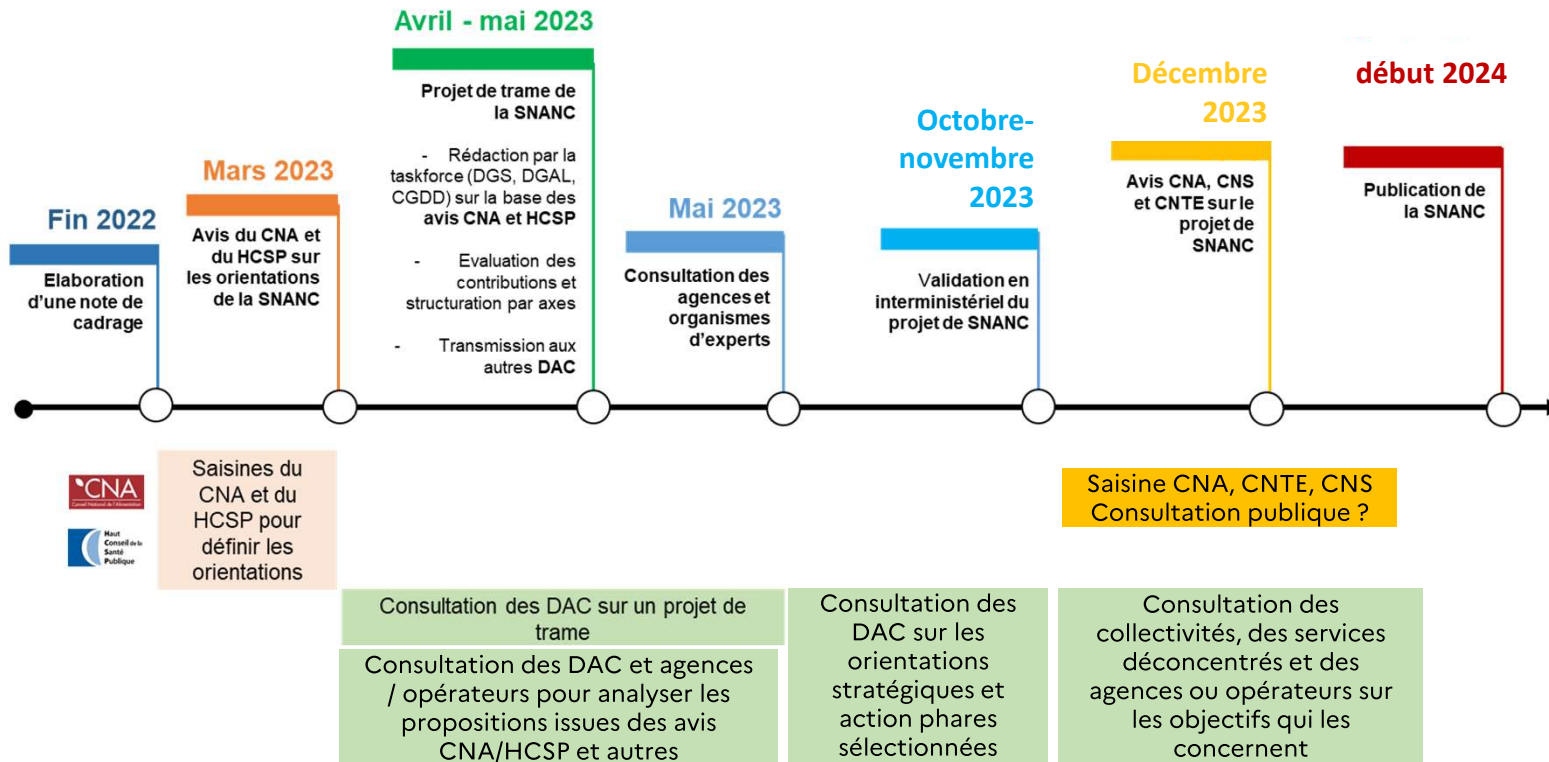 Fin 2022
Elaboration
d’une note de
cadrage
Mars 2023
Avis du CNA et
du HCSP sur
les orientations
de la SNANC
Avril - mai 2023
Projet de trame de
la SNANC
- Rédaction par la
taskforce (DGS, DGAL,
CGDD) sur la base des
avis CNA et HCSP
- Evaluation des
contributions et
structuration par axes
- Transmission aux
autres DAC
Mai 2023
Consultation des
agences et
organismes
d’experts
Octobre-
novembre
2023
Validation en
interministériel du
projet de SNANC
Décembre
2023
Avis CNA, CNS
et CNTE sur le
projet de
SNANC
début 2024
Publication de
la SNANC
CNA
Conseil National de l'Alimentation
Haut
Conseil de la
Santé
Publique
Saisines du
CNA et du
HCSP pour
définir les
orientations
Saisine CNA, CNTE, CNS
Consultation publique ?
Consultation des DAC sur un projet de
trame
Consultation des DAC et agences
/ opérateurs pour analyser les
propositions issues des avis
CNA/HCSP et autres
Consultation des
DAC sur les
orientations
stratégiques et
action phares
sélectionnées
Consultation des
collectivités, des services
déconcentrés et des
agences ou opérateurs sur
les objectifs qui les
concernent